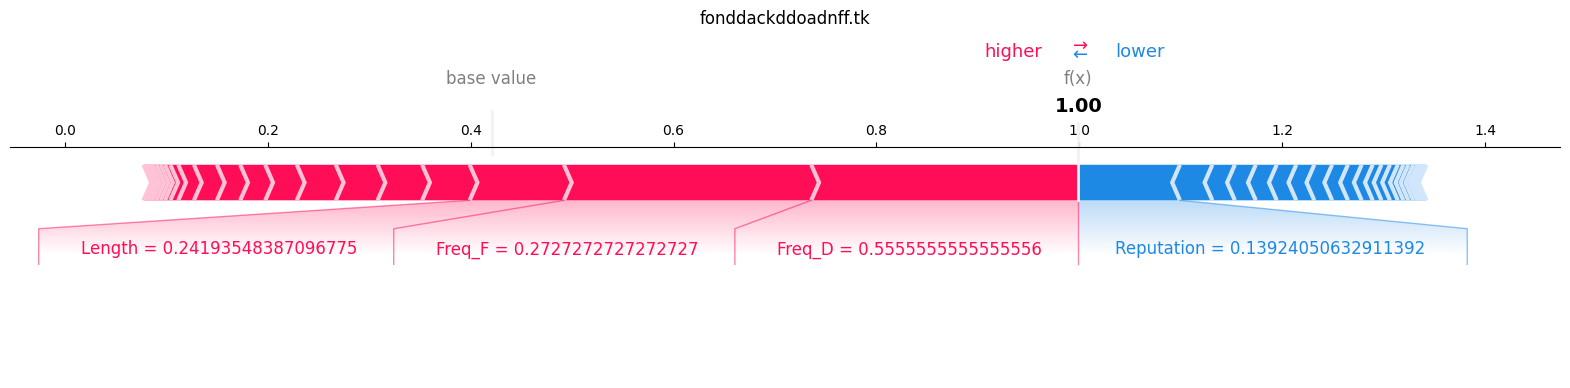 fonddackddoadnff.tk
higher ⇄ lower
base value f(x)
1.00
0.0 0.2 0.4 0.6 0.8 1.0 1.2 1.4
Length = 0.24193548387096775 Freq_F = 0.2727272727272727 Freq_D = 0.5555555555555556 Reputation = 0.13924050632911392